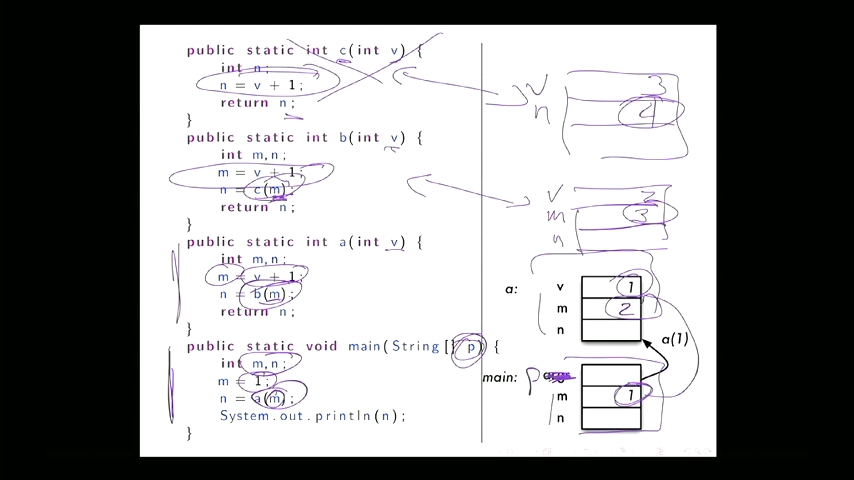 public static int c(int v) {
int n;
n = v + 1;
return n;
}
public static int b(int v) {
int m,n;
m = v + 1;
n = c(m);
return n;
}
public static int a(int v) {
int m,n;
m = v + 1;
n = b(m);
return n;
}
public static void main(String[] p) {
int m,n;
m = 1;
n = a(m);
System.out.println(n);
}
v 3
n 4
v 2
m 3
n
a: v 1
m 2
n
a(1)
main: p
m 1
n